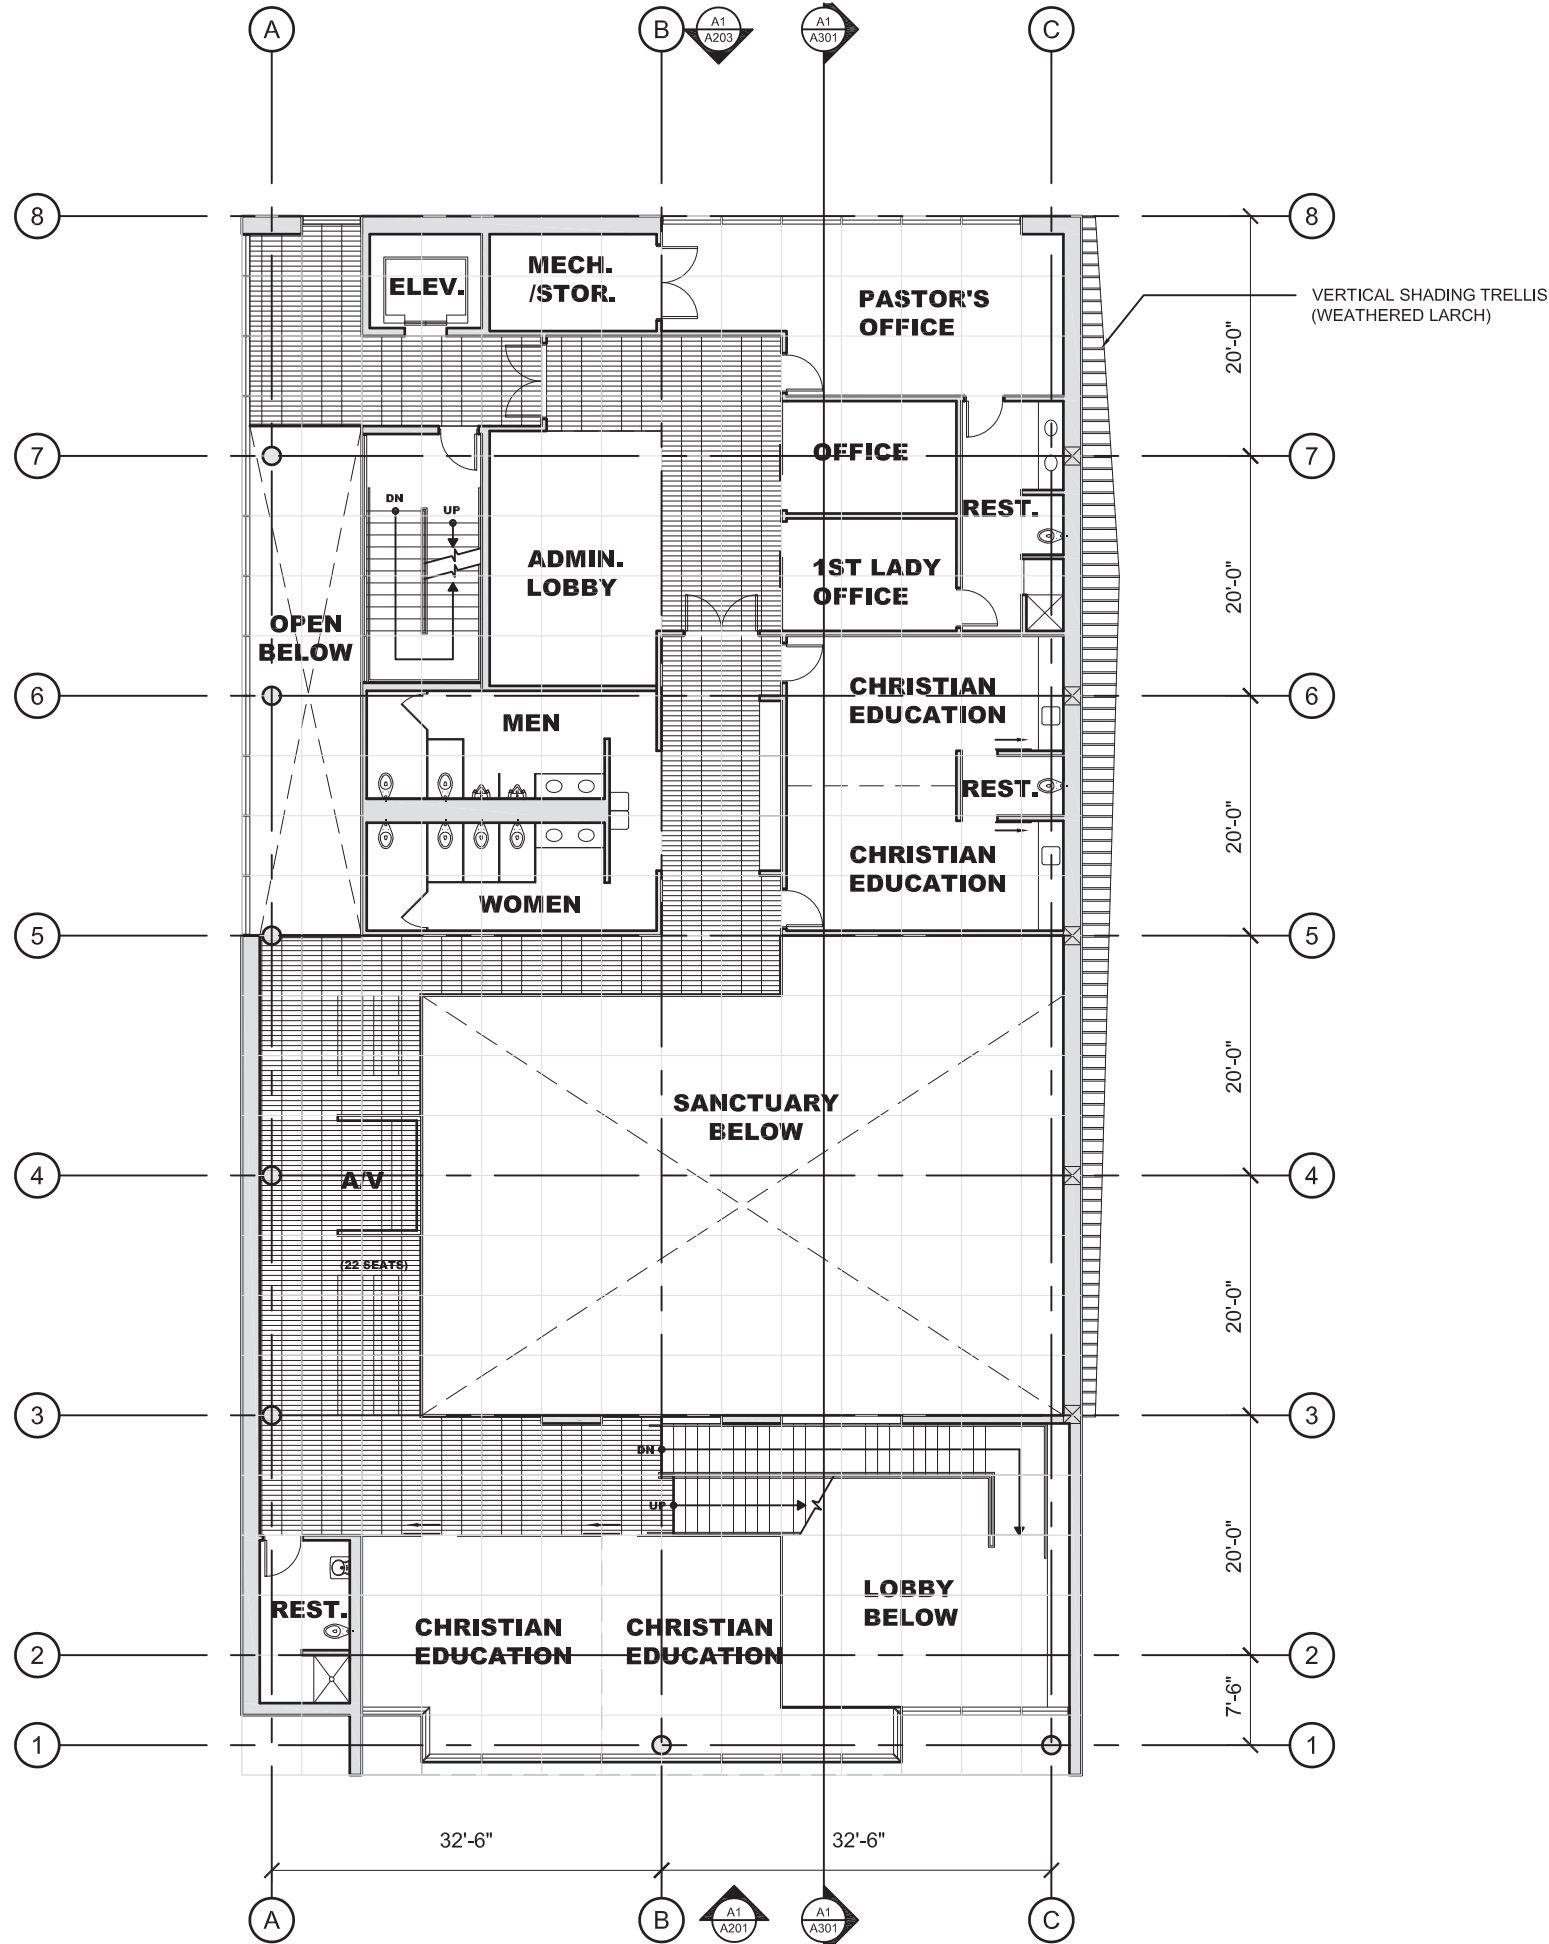 A
B
A1
A203
A1
A301
C
8
8
MECH.
/STOR.
ELEV.
PASTOR'S
OFFICE
VERTICAL SHADING TRELLIS
(WEATHERED LARCH)
20'-0"
7
OFFICE
7
DN
UP
REST.
ADMIN.
LOBBY
1ST LADY
OFFICE
20'-0"
OPEN
BELOW
6
CHRISTIAN
EDUCATION
6
MEN
REST.
20'-0"
CHRISTIAN
EDUCATION
WOMEN
5
5
20'-0"
SANCTUARY
BELOW
4
A/V
4
(22 SEATS)
20'-0"
3
3
DN
UP
20'-0"
LOBBY
BELOW
REST.
CHRISTIAN
EDUCATION
CHRISTIAN
EDUCATION
2
2
7'-6"
1
1
32'-6"
32'-6"
A
B
A1
A201
A1
A301
C